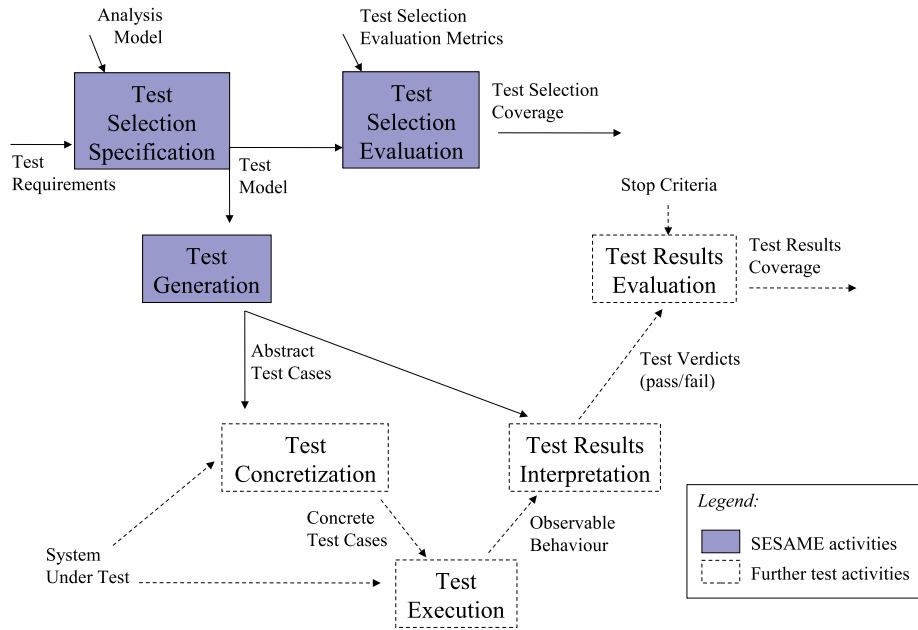 Analysis
Model
Test Selection
Evaluation Metrics
Test
Selection
Specification
Test
Selection
Evaluation
Test Selection
Coverage
Test
Requirements
Test
Model
Stop Criteria
Test
Generation
Test Results
Evaluation
Test Results
Coverage
Abstract
Test Cases
Test Verdicts
(pass/fail)
Test
Concretization
Test Results
Interpretation
Concrete
Test Cases
Observable
Behaviour
System
Under Test
Test
Execution
Legend:
SESAME activities
Further test activities